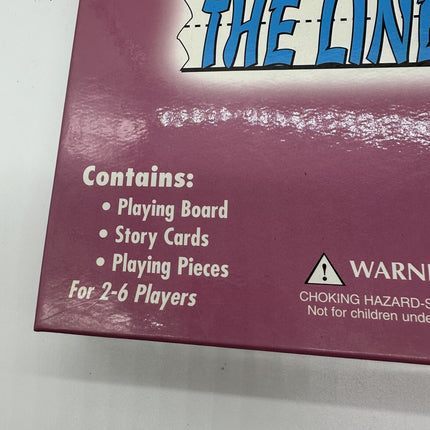 THE LINE
Contains:
• Playing Board
• Story Cards
• Playing Pieces
For 2-6 Players
WARNI
CHOKING HAZARD-S
Not for children unde